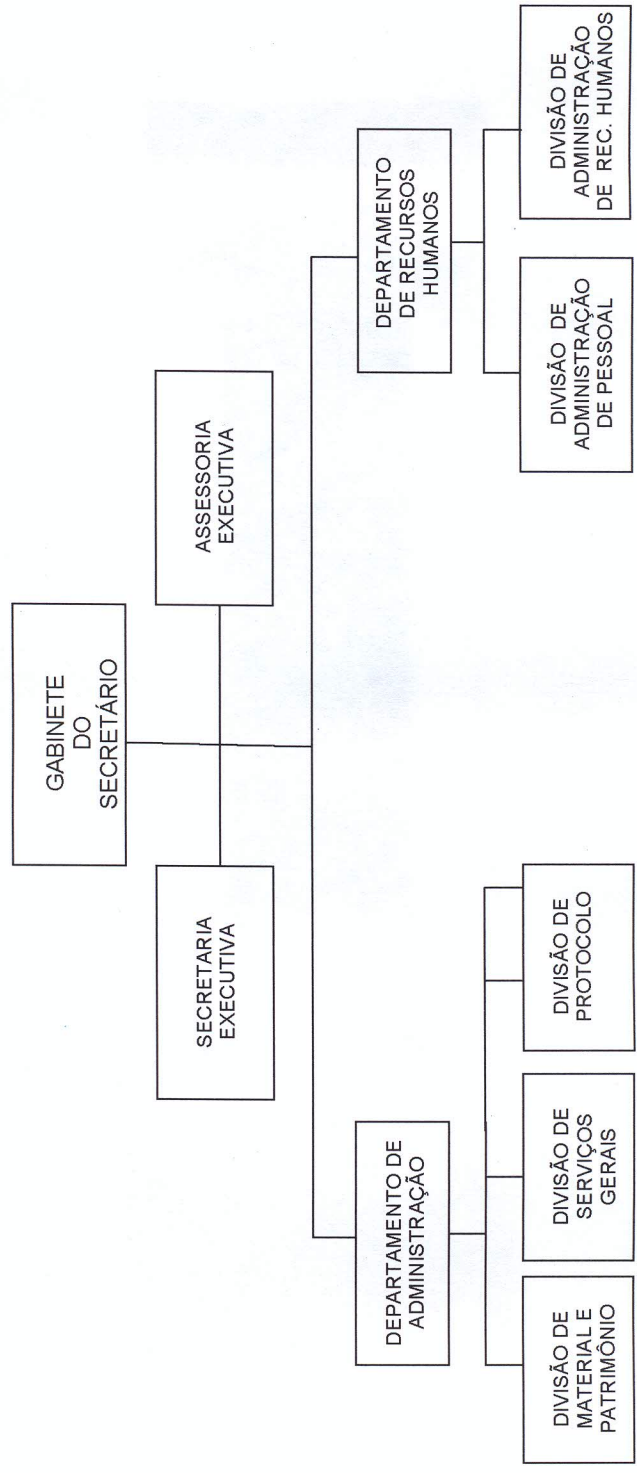 GABINETE
DO
SECRETÁRIO
SECRETARIA
EXECUTIVA
ASSESSORIA
EXECUTIVA
DEPARTAMENTO DE
ADMINISTRAÇÃO
DEPARTAMENTO
DE RECURSOS
HUMANOS
DIVISÃO DE
MATERIAL E
PATRIMÔNIO
DIVISÃO DE
SERVIÇOS
GERAIS
DIVISÃO DE
PROTOCOLO
DIVISÃO DE
ADMINISTRAÇÃO
DE PESSOAL
DIVISÃO DE
ADMINISTRAÇÃO
DE REC. HUMANOS